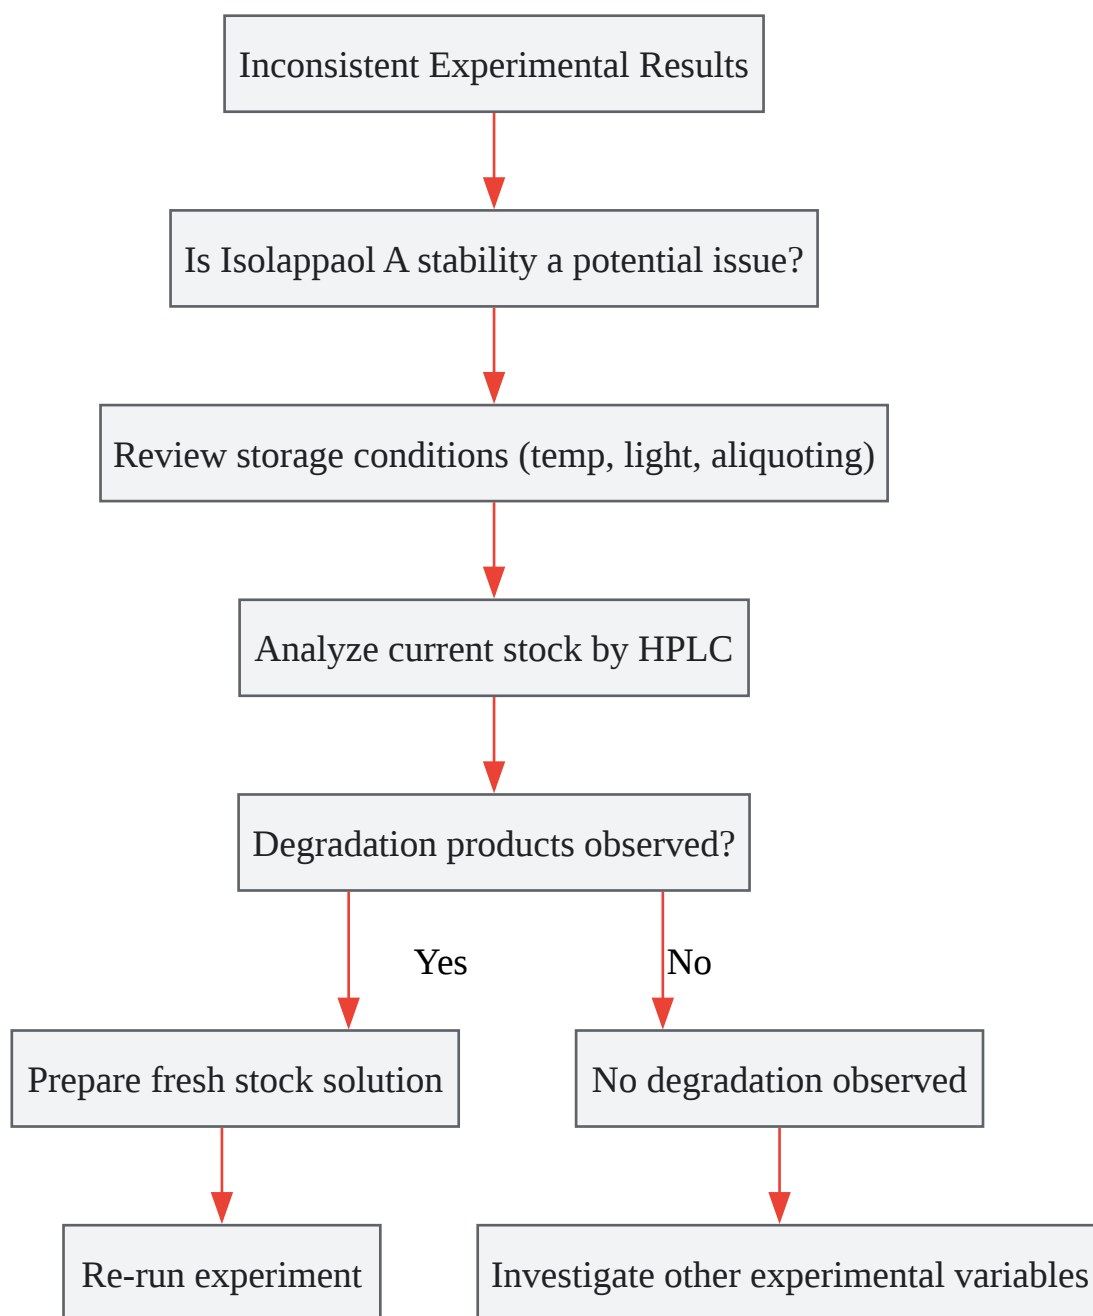 Inconsistent Experimental Results
Is Isolappaol A stability a potential issue?
Review storage conditions (temp, light, aliquoting)
Analyze current stock by HPLC
Degradation products observed?
Yes
No
Prepare fresh stock solution
No degradation observed
Re-run experiment
Investigate other experimental variables